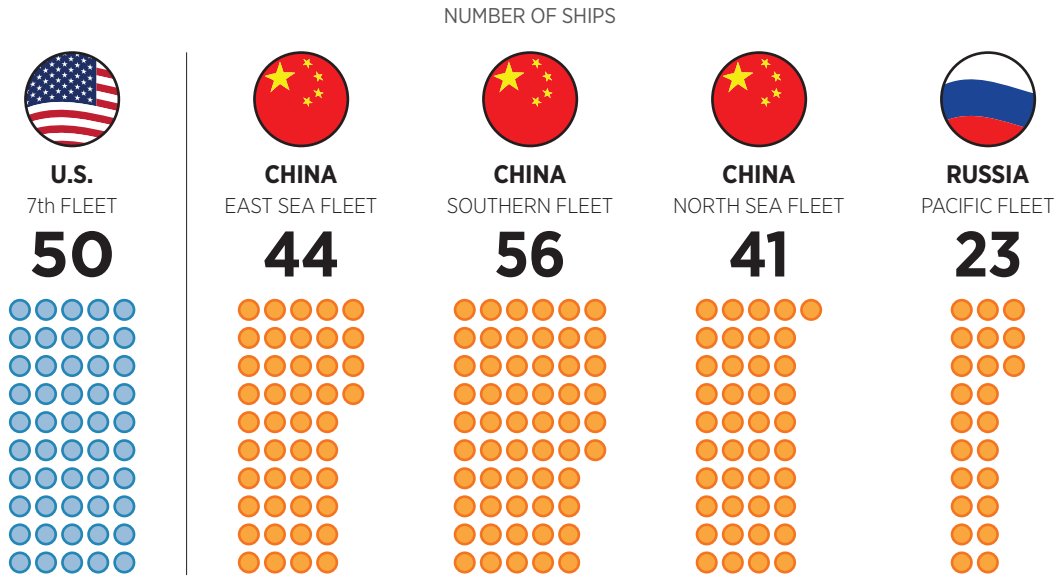 NUMBER OF SHIPS
U.S.
7th FLEET
50
CHINA
EAST SEA FLEET
44
CHINA
SOUTHERN FLEET
56
CHINA
NORTH SEA FLEET
41
RUSSIA
PACIFIC FLEET
23